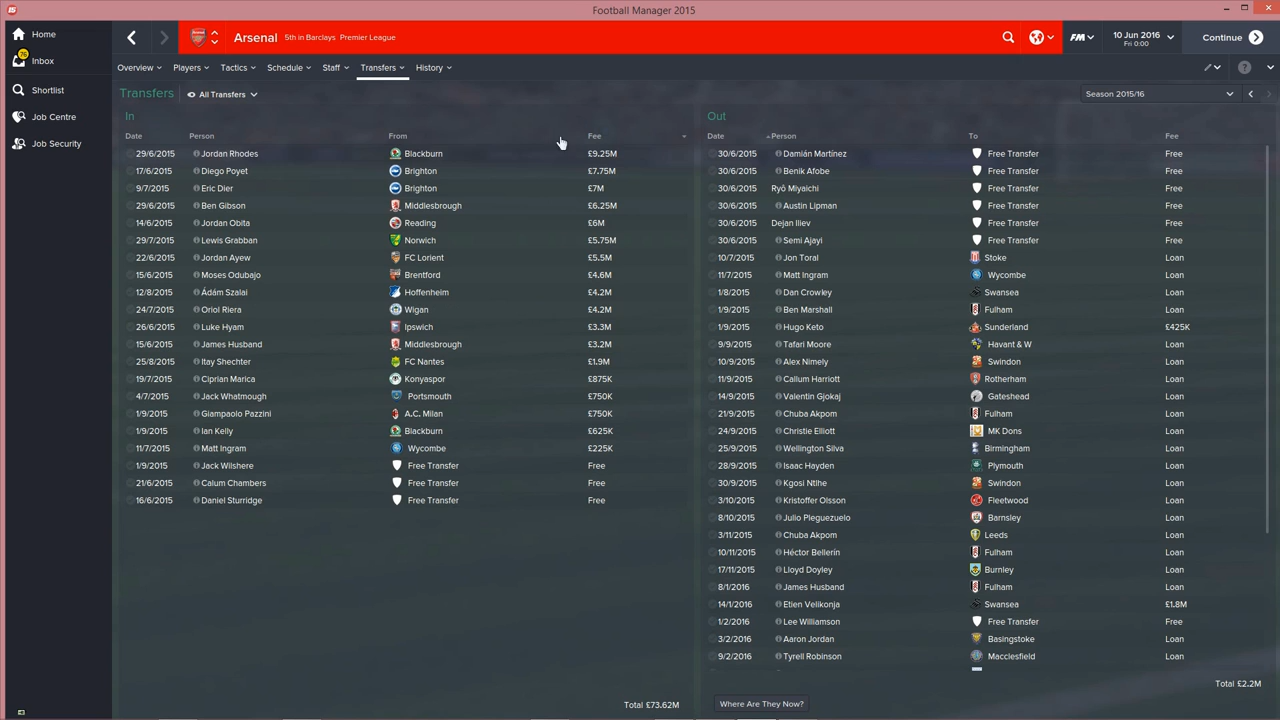 Football Manager 2015
Home
Inbox
76
Shortlist
Job Centre
Job Security
Arsenal 5th in Barclays Premier League
FM
10 Jun 2016
Fri 0:00
Continue
Overview Players Tactics Schedule Staff Transfers History
Transfers All Transfers Season 2015/16
In
Date Person From Fee
29/6/2015 Jordan Rhodes Blackburn £9.25M
17/6/2015 Diego Poyet Brighton £7.75M
9/7/2015 Eric Dier Brighton £7M
29/6/2015 Ben Gibson Middlesbrough £6.25M
14/6/2015 Jordan Obita Reading £6M
29/7/2015 Lewis Grabban Norwich £5.75M
22/6/2015 Jordan Ayew FC Lorient £5.5M
15/6/2015 Moses Odubajo Brentford £4.6M
12/8/2015 Ádám Szalai Hoffenheim £4.2M
24/7/2015 Oriol Riera Wigan £4.2M
26/6/2015 Luke Hyam Ipswich £3.3M
15/6/2015 James Husband Middlesbrough £3.2M
25/8/2015 Itay Shechter FC Nantes £1.9M
19/7/2015 Ciprian Marica Konyaspor £875K
4/7/2015 Jack Whatmough Portsmouth £750K
1/9/2015 Giampaolo Pazzini A.C. Milan £750K
1/9/2015 Ian Kelly Blackburn £625K
11/7/2015 Matt Ingram Wycombe £225K
1/9/2015 Jack Wilshere Free Transfer Free
21/6/2015 Calum Chambers Free Transfer Free
16/6/2015 Daniel Sturridge Free Transfer Free
Total £73.62M
Out
Date Person To Fee
30/6/2015 Damián Martínez Free Transfer Free
30/6/2015 Benik Afobe Free Transfer Free
30/6/2015 Ryô Miyaichi Free Transfer Free
30/6/2015 Austin Lipman Free Transfer Free
30/6/2015 Dejan Iliev Free Transfer Free
30/6/2015 Semi Ajayi Free Transfer Free
10/7/2015 Jon Toral Stoke Loan
11/7/2015 Matt Ingram Wycombe Loan
1/8/2015 Dan Crowley Swansea Loan
1/9/2015 Ben Marshall Fulham Loan
1/9/2015 Hugo Keto Sunderland £425K
9/9/2015 Tafari Moore Havant & W Loan
10/9/2015 Alex Nimely Swindon Loan
11/9/2015 Callum Harriott Rotherham Loan
14/9/2015 Valentin Gjokaj Gateshead Loan
21/9/2015 Chuba Akpom Fulham Loan
24/9/2015 Christie Elliott MK Dons Loan
25/9/2015 Wellington Silva Birmingham Loan
28/9/2015 Isaac Hayden Plymouth Loan
30/9/2015 Kgosi Ntlhe Swindon Loan
3/10/2015 Kristoffer Olsson Fleetwood Loan
8/10/2015 Julio Pleguezuelo Barnsley Loan
3/11/2015 Chuba Akpom Leeds Loan
10/11/2015 Héctor Bellerín Fulham Loan
17/11/2015 Lloyd Doyley Burnley Loan
8/1/2016 James Husband Fulham Loan
14/1/2016 Etien Velikonja Swansea £1.8M
1/2/2016 Lee Williamson Free Transfer Free
3/2/2016 Aaron Jordan Basingstoke Loan
9/2/2016 Tyrell Robinson Macclesfield Loan
Total £2.2M
Where Are They Now?